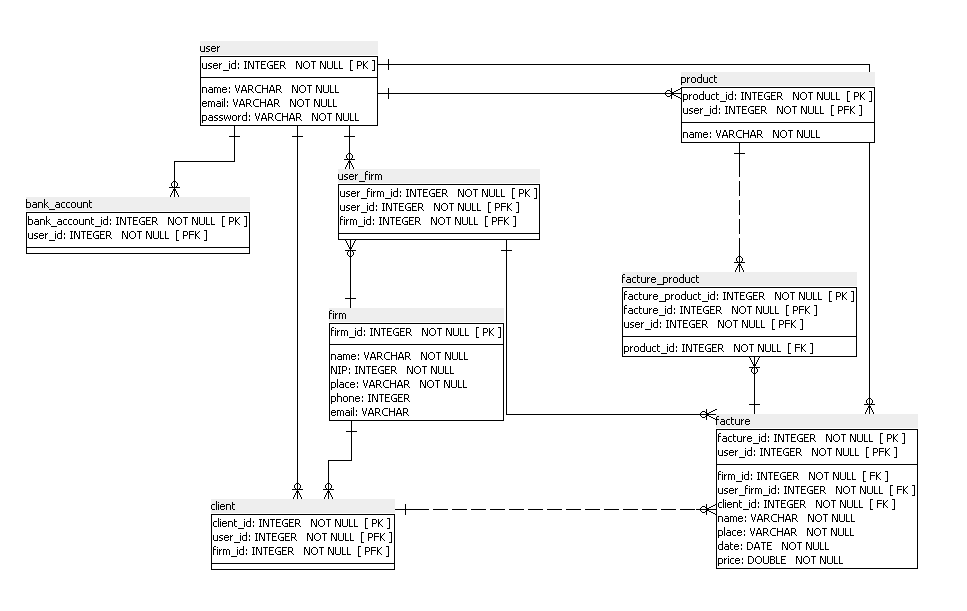 user
user_id: INTEGER NOT NULL [ PK ]
name: VARCHAR NOT NULL
email: VARCHAR NOT NULL
password: VARCHAR NOT NULL
product
product_id: INTEGER NOT NULL [ PK ]
user_id: INTEGER NOT NULL [ PFK ]
name: VARCHAR NOT NULL
user_firm
user_firm_id: INTEGER NOT NULL [ PK ]
user_id: INTEGER NOT NULL [ PFK ]
firm_id: INTEGER NOT NULL [ PFK ]
bank_account
bank_account_id: INTEGER NOT NULL [ PK ]
user_id: INTEGER NOT NULL [ PFK ]
facture_product
facture_product_id: INTEGER NOT NULL [ PK ]
facture_id: INTEGER NOT NULL [ PFK ]
user_id: INTEGER NOT NULL [ PFK ]
product_id: INTEGER NOT NULL [ FK ]
firm
firm_id: INTEGER NOT NULL [ PK ]
name: VARCHAR NOT NULL
NIP: INTEGER NOT NULL
place: VARCHAR NOT NULL
phone: INTEGER
email: VARCHAR
facture
facture_id: INTEGER NOT NULL [ PK ]
user_id: INTEGER NOT NULL [ PFK ]
firm_id: INTEGER NOT NULL [ FK ]
user_firm_id: INTEGER NOT NULL [ FK ]
client_id: INTEGER NOT NULL [ FK ]
name: VARCHAR NOT NULL
place: VARCHAR NOT NULL
date: DATE NOT NULL
price: DOUBLE NOT NULL
client
client_id: INTEGER NOT NULL [ PK ]
user_id: INTEGER NOT NULL [ PFK ]
firm_id: INTEGER NOT NULL [ PFK ]